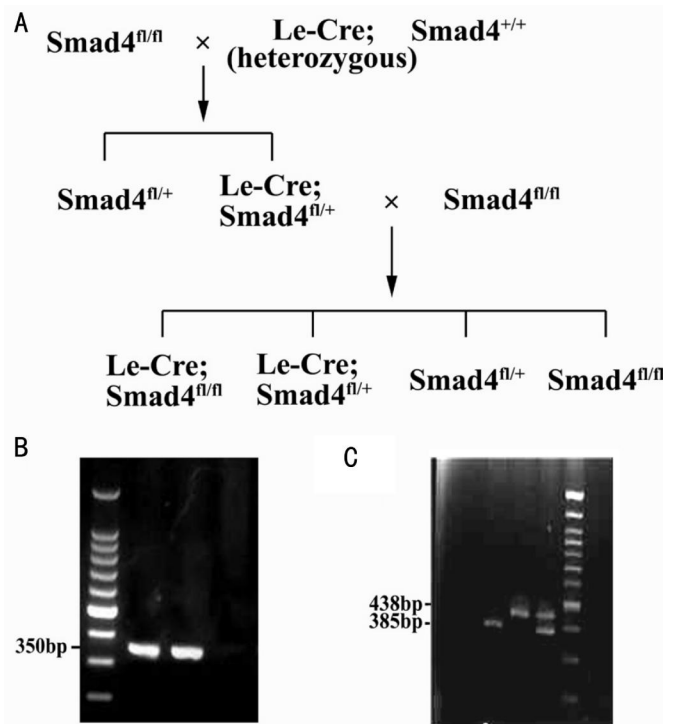 A
Smad4fl/fl × Le-Cre; Smad4+/+
(heterozygous)
Smad4fl/+
Le-Cre;
Smad4fl/+
×
Smad4fl/fl
Le-Cre;
Smad4fl/fl
Le-Cre;
Smad4fl/+
Smad4fl/+
Smad4fl/fl
B
350bp
C
438bp
385bp